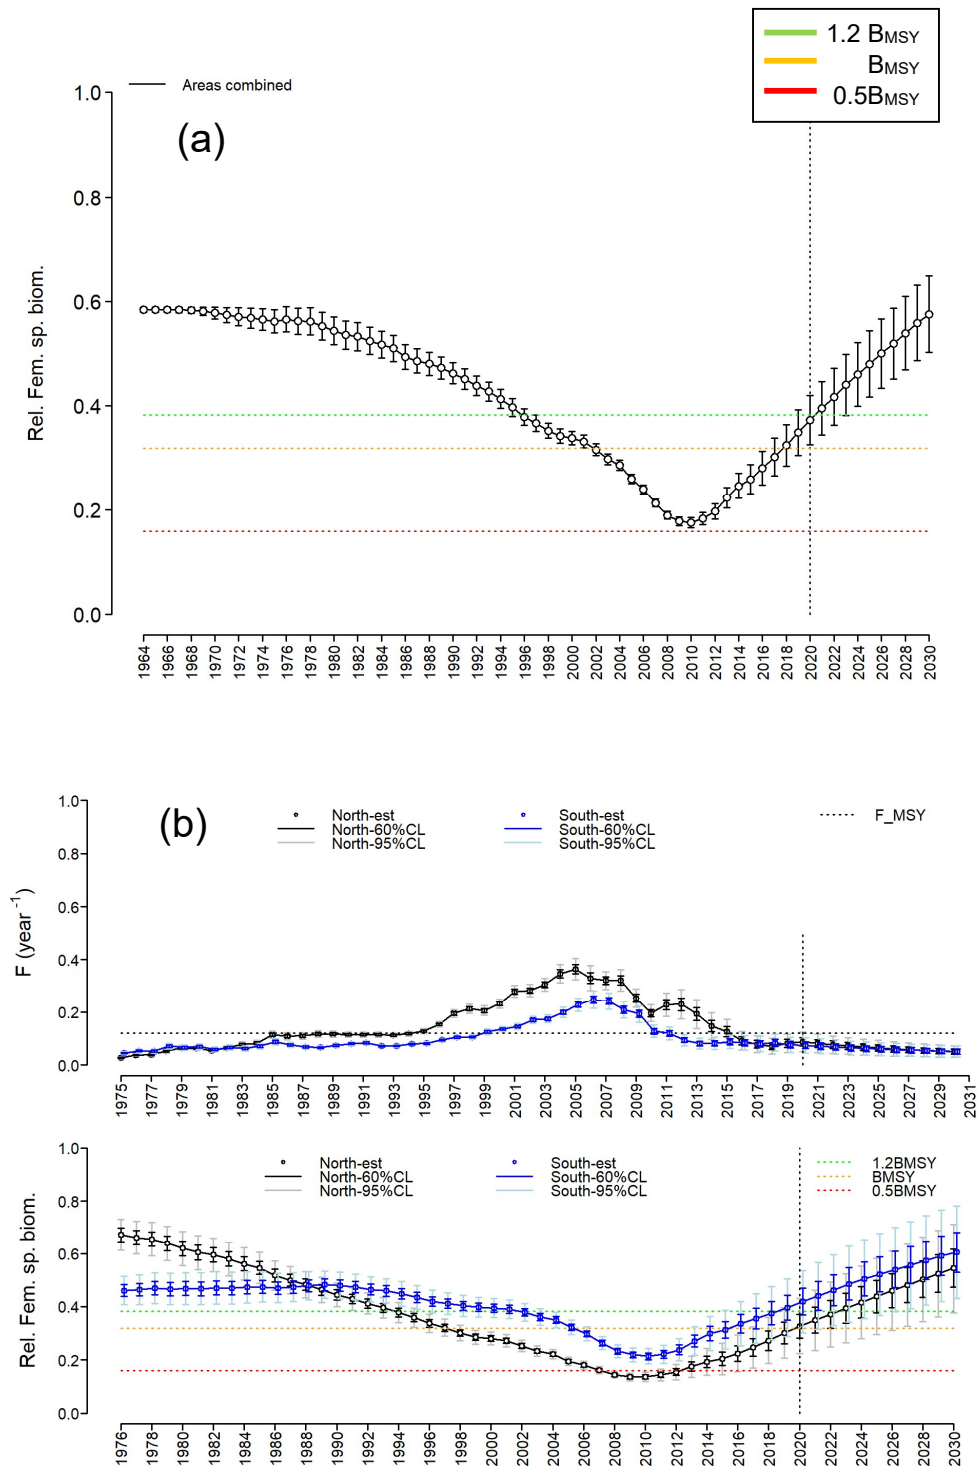 1.2 BMSY
BMSY
0.5BMSY
Areas combined
(a)
Rel. Fem. sp. biom.
1.0
0.8
0.6
0.4
0.2
0.0
1964 1966 1968 1970 1972 1974 1976 1978 1980 1982 1984 1986 1988 1990 1992 1994 1996 1998 2000 2002 2004 2006 2008 2010 2012 2014 2016 2018 2020 2022 2024 2026 2028 2030
(b)
North-est South-est F_MSY
North-60%CL South-60%CL
North-95%CL South-95%CL
F (year -1)
1.0
0.8
0.6
0.4
0.2
0.0
1975 1977 1979 1981 1983 1985 1987 1989 1991 1993 1995 1997 1999 2001 2003 2005 2007 2009 2011 2013 2015 2017 2019 2021 2023 2025 2027 2029 2031
North-est South-est 1.2BMSY
North-60%CL South-60%CL BMSY
North-95%CL South-95%CL 0.5BMSY
Rel. Fem. sp. biom.
1.0
0.8
0.6
0.4
0.2
0.0
1976 1978 1980 1982 1984 1986 1988 1990 1992 1994 1996 1998 2000 2002 2004 2006 2008 2010 2012 2014 2016 2018 2020 2022 2024 2026 2028 2030